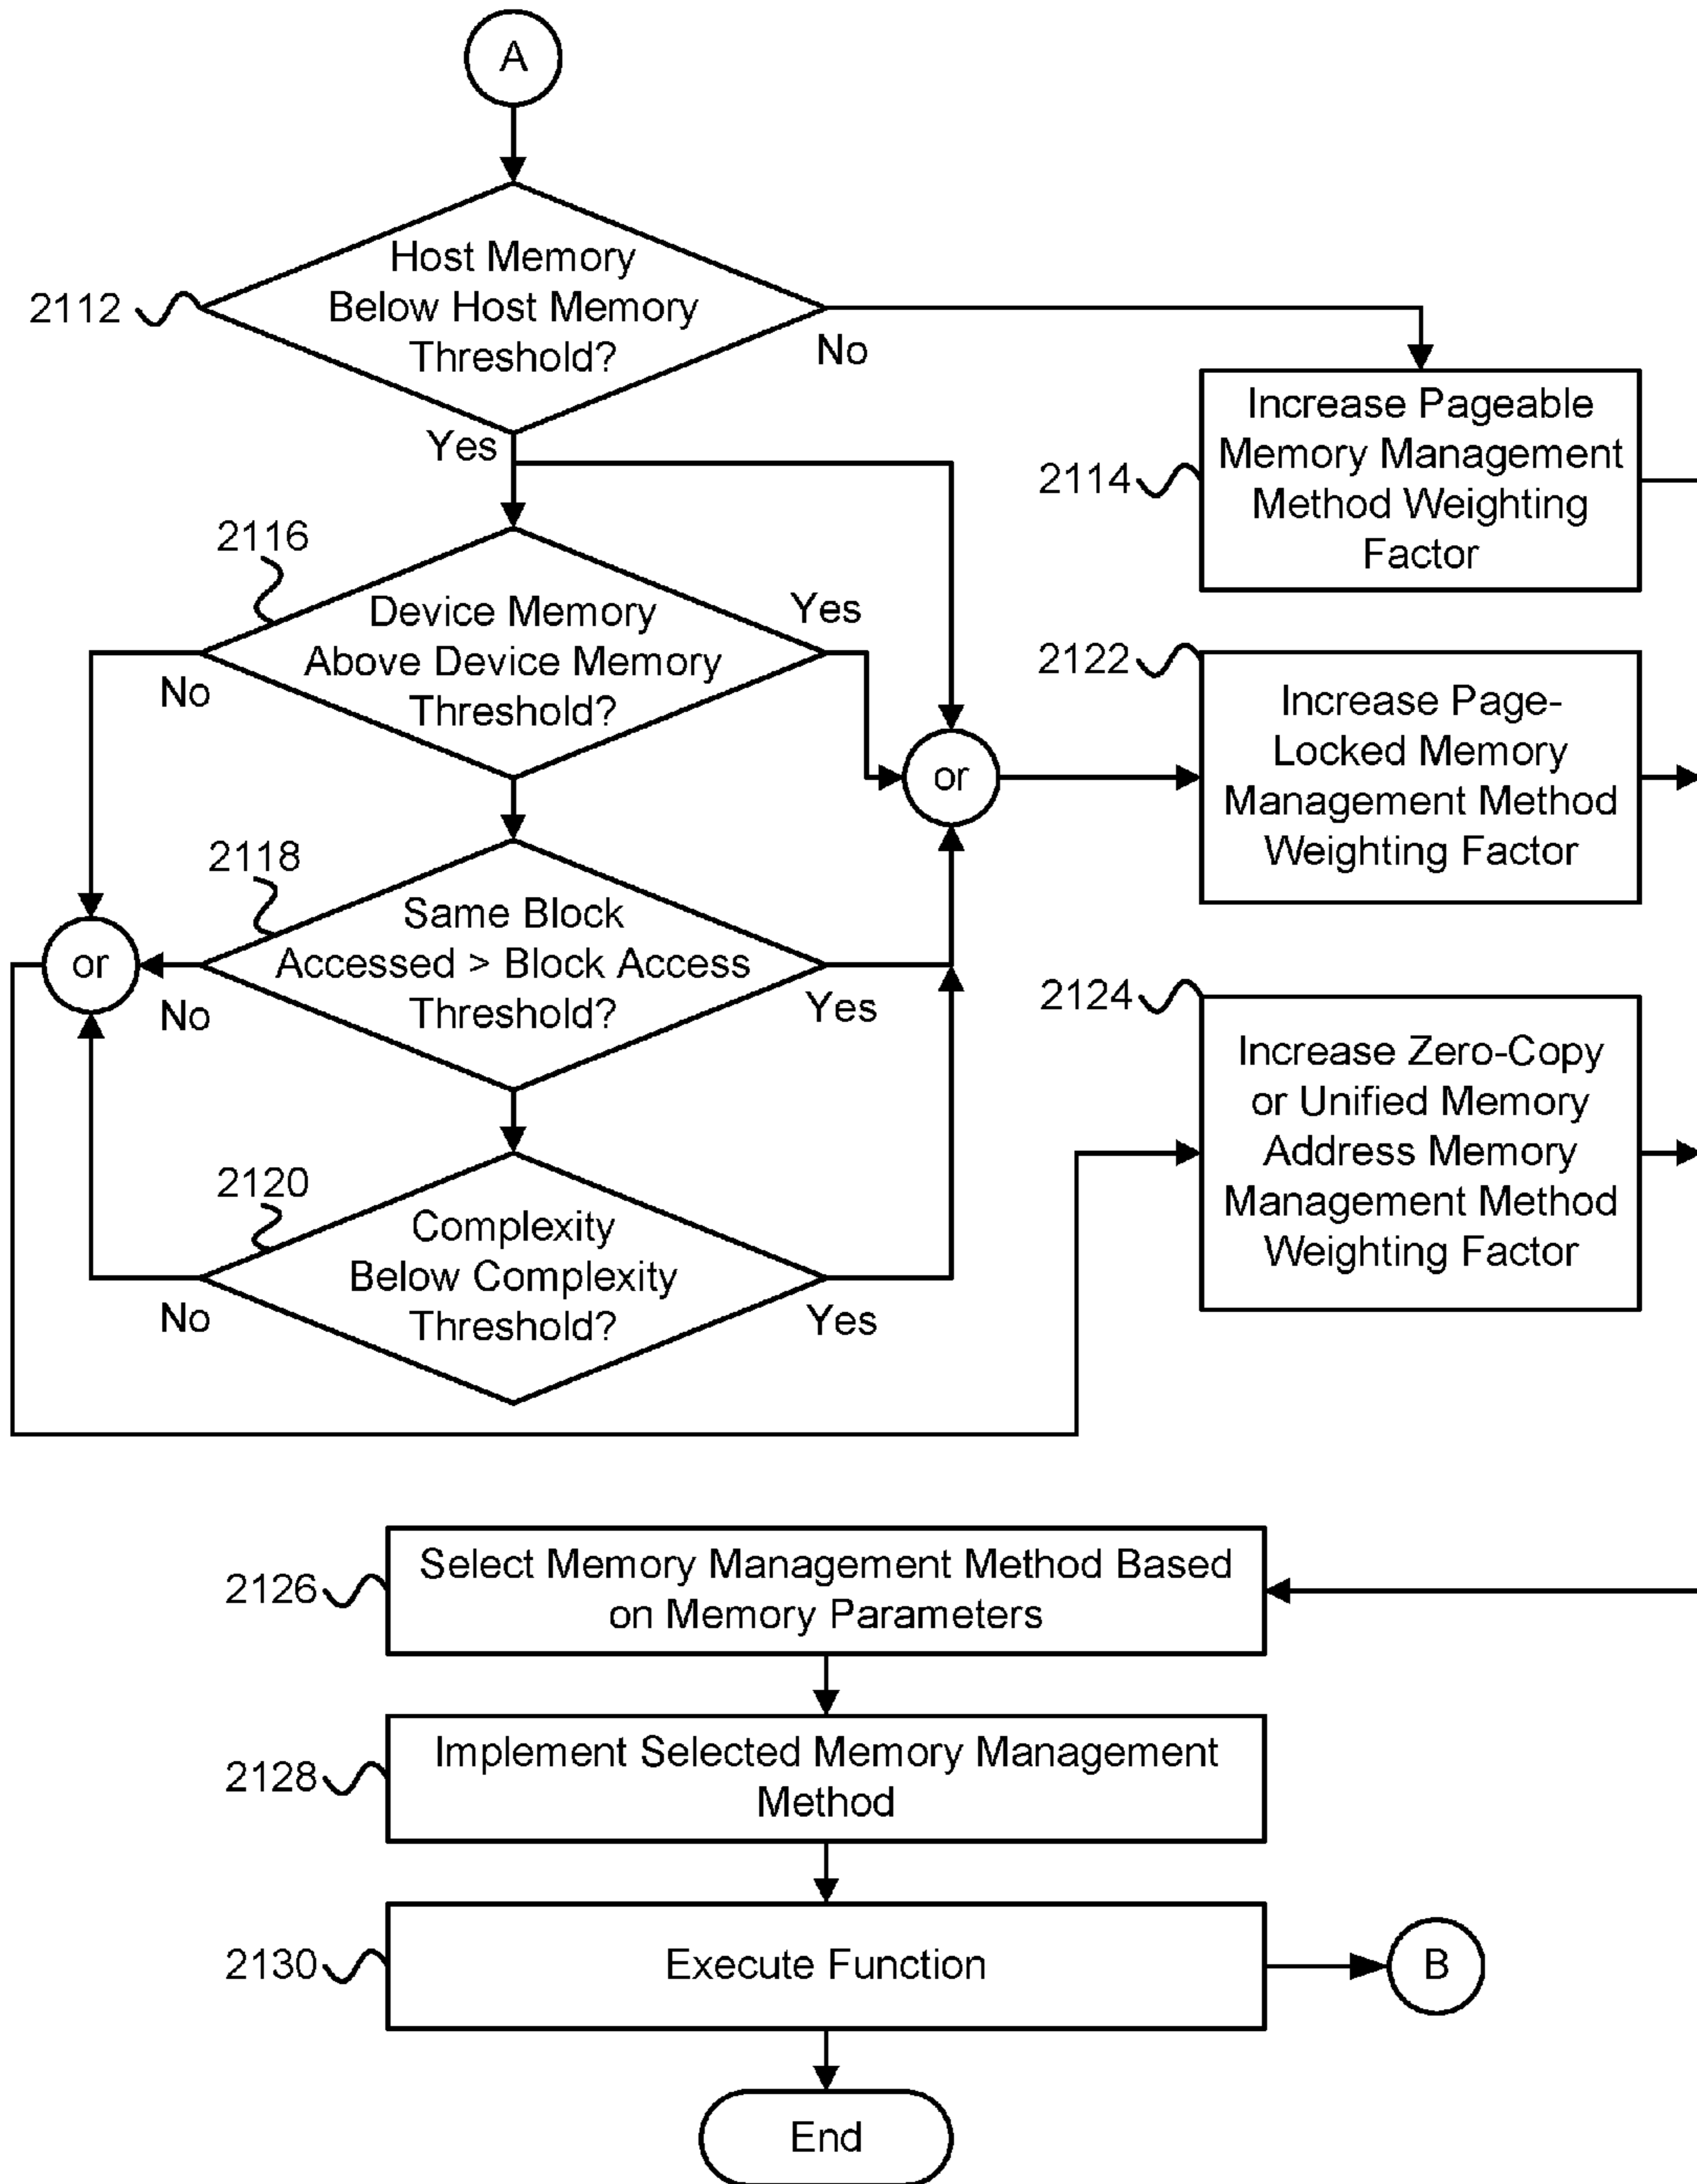 A
Host Memory
Below Host Memory
Threshold?
2112
No
Yes
Increase Pageable
Memory Management
Method Weighting
Factor
2114
2116
Device Memory
Above Device Memory
Threshold?
Yes
No
2122
Increase Page-
Locked Memory
Management Method
Weighting Factor
or
2118
Same Block
Accessed > Block Access
Threshold?
or
No
Yes
2124
Increase Zero-Copy
or Unified Memory
Address Memory
Management Method
Weighting Factor
2120
Complexity
Below Complexity
Threshold?
No
Yes
2126
Select Memory Management Method Based
on Memory Parameters
2128
Implement Selected Memory Management
Method
2130
Execute Function
B
End